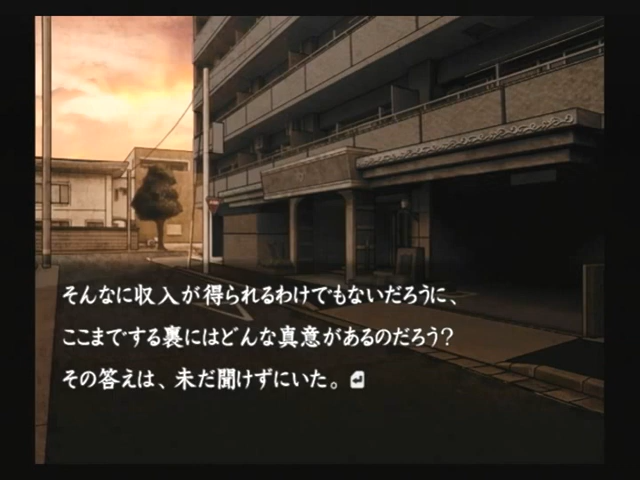 そんなに収入が得られるわけでもないだろうに、
ここまでする裏にはどんな真意があるのだろう?
その答えは、未だ聞けずにいた。